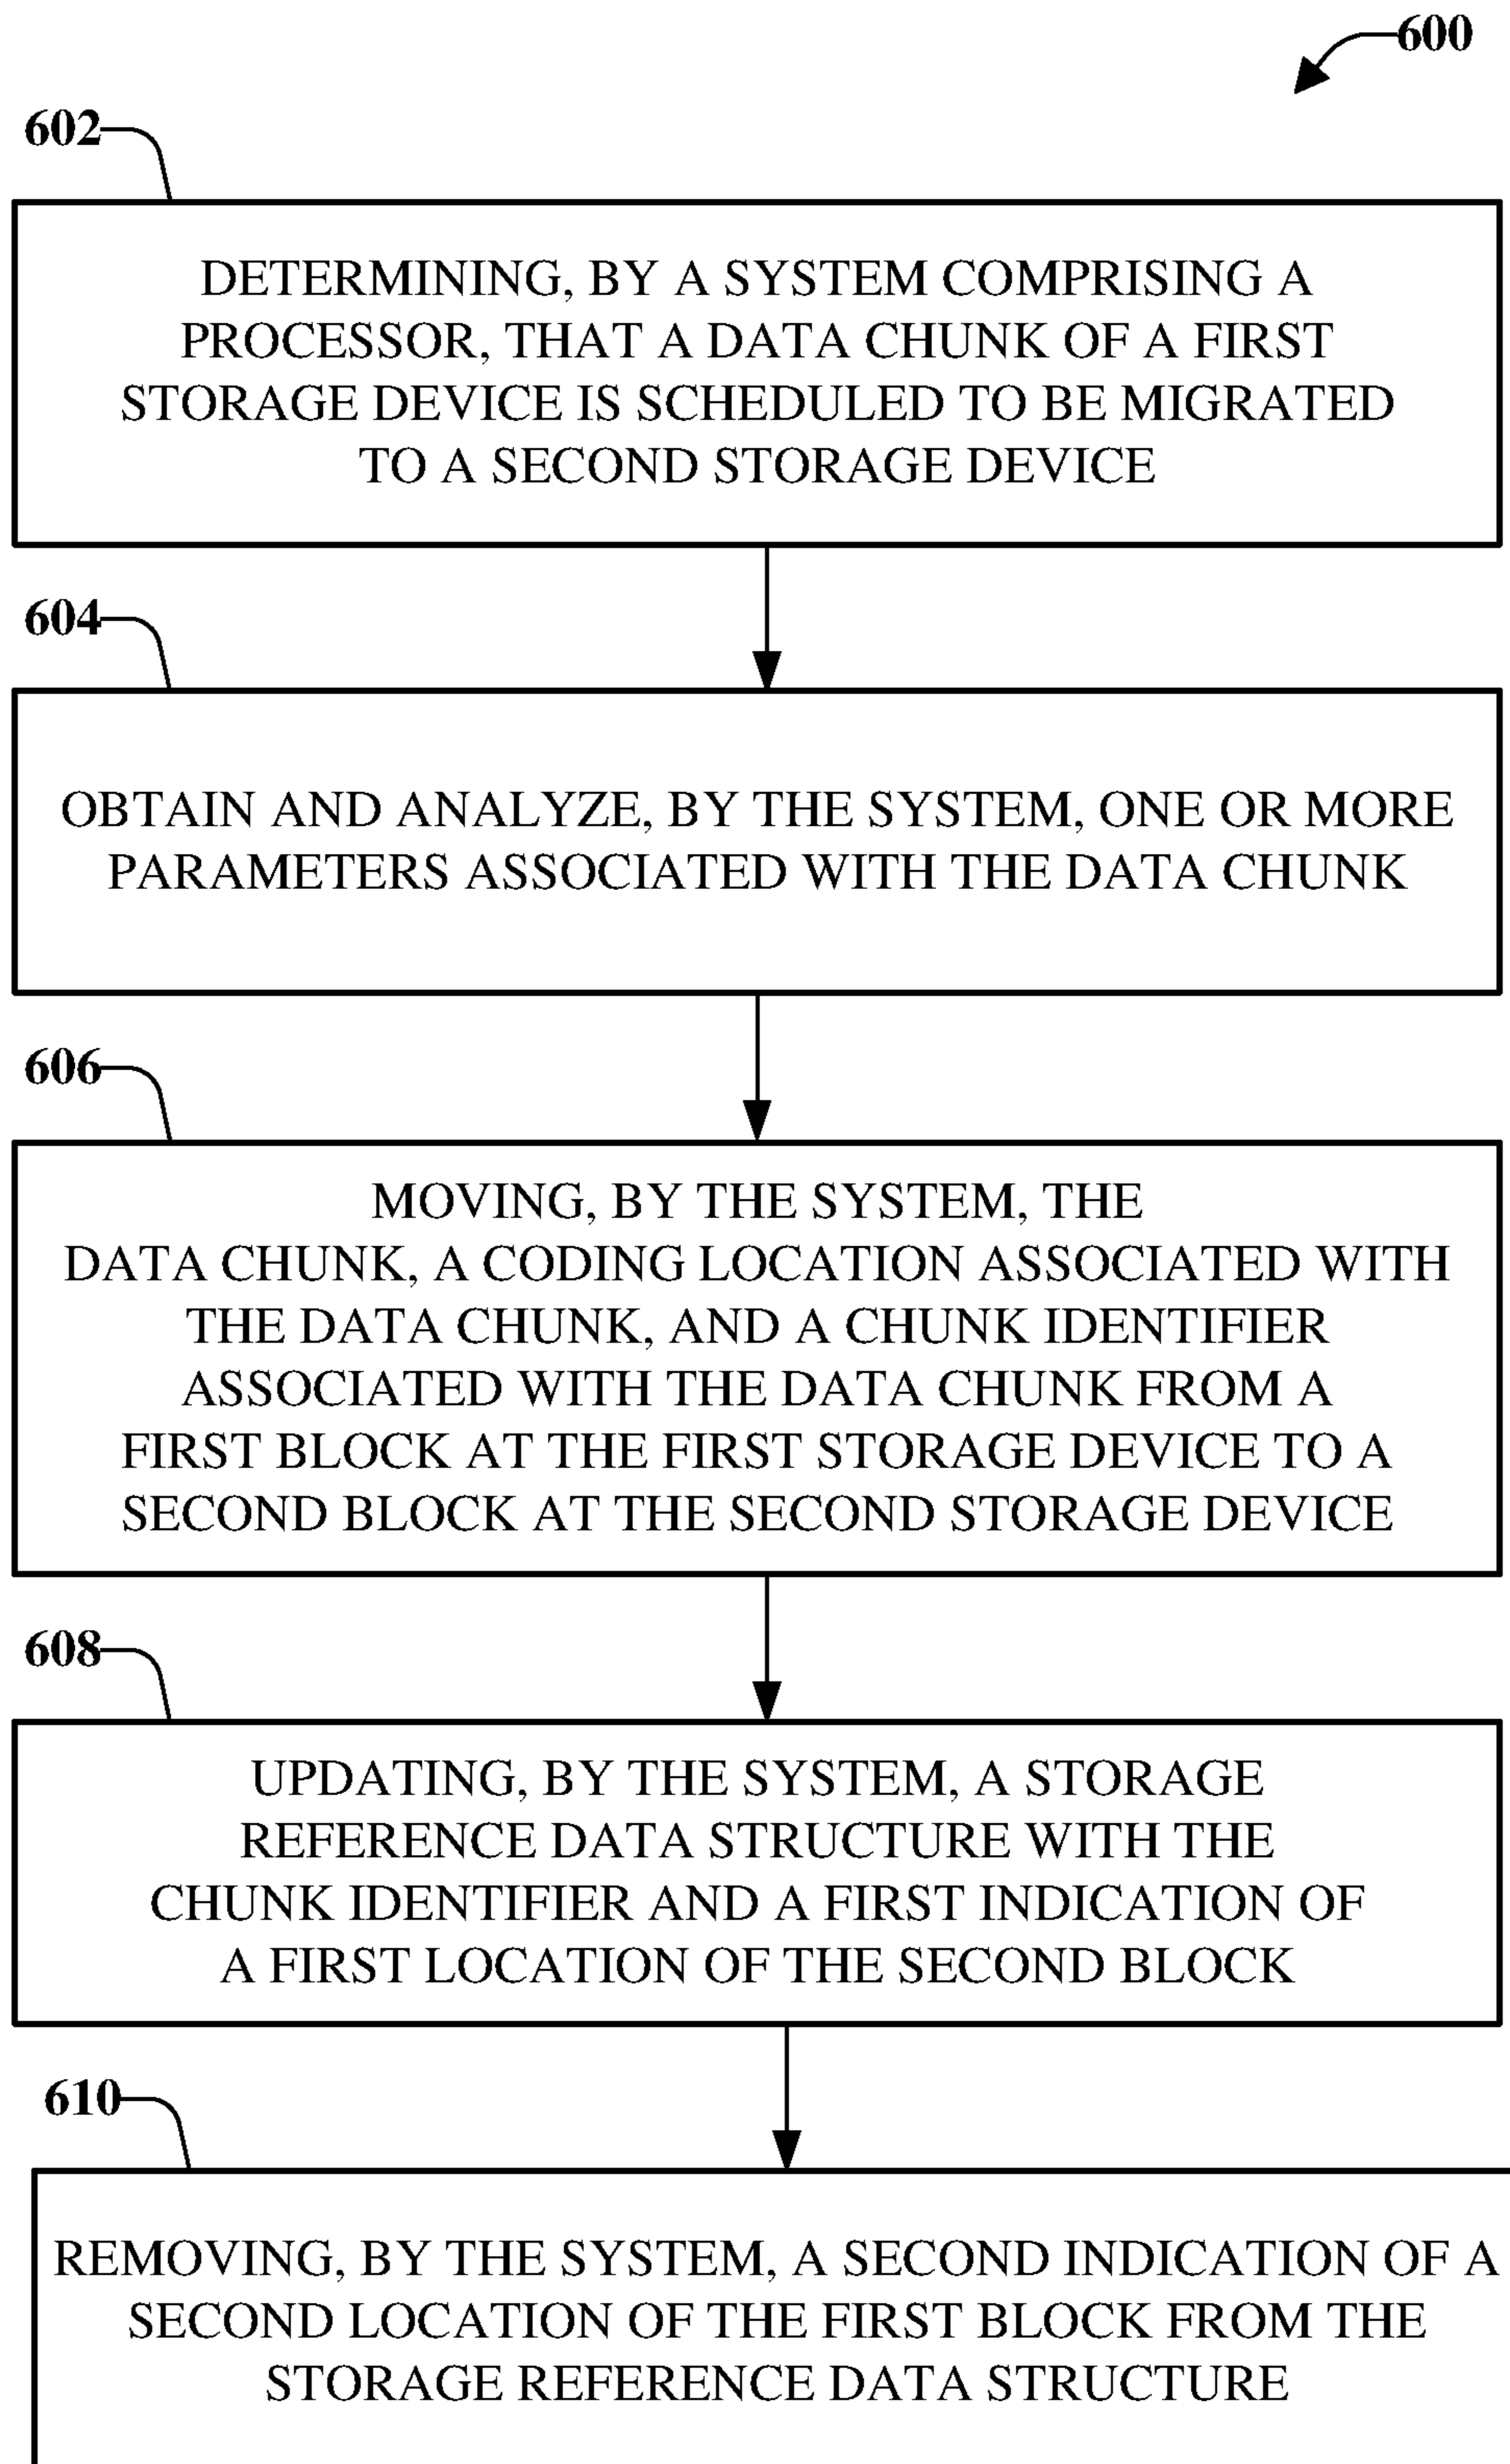 600
602
DETERMINING, BY A SYSTEM COMPRISING A
PROCESSOR, THAT A DATA CHUNK OF A FIRST
STORAGE DEVICE IS SCHEDULED TO BE MIGRATED
TO A SECOND STORAGE DEVICE
604
OBTAIN AND ANALYZE, BY THE SYSTEM, ONE OR MORE
PARAMETERS ASSOCIATED WITH THE DATA CHUNK
606
MOVING, BY THE SYSTEM, THE
DATA CHUNK, A CODING LOCATION ASSOCIATED WITH
THE DATA CHUNK, AND A CHUNK IDENTIFIER
ASSOCIATED WITH THE DATA CHUNK FROM A
FIRST BLOCK AT THE FIRST STORAGE DEVICE TO A
SECOND BLOCK AT THE SECOND STORAGE DEVICE
608
UPDATING, BY THE SYSTEM, A STORAGE
REFERENCE DATA STRUCTURE WITH THE
CHUNK IDENTIFIER AND A FIRST INDICATION OF
A FIRST LOCATION OF THE SECOND BLOCK
610
REMOVING, BY THE SYSTEM, A SECOND INDICATION OF A
SECOND LOCATION OF THE FIRST BLOCK FROM THE
STORAGE REFERENCE DATA STRUCTURE